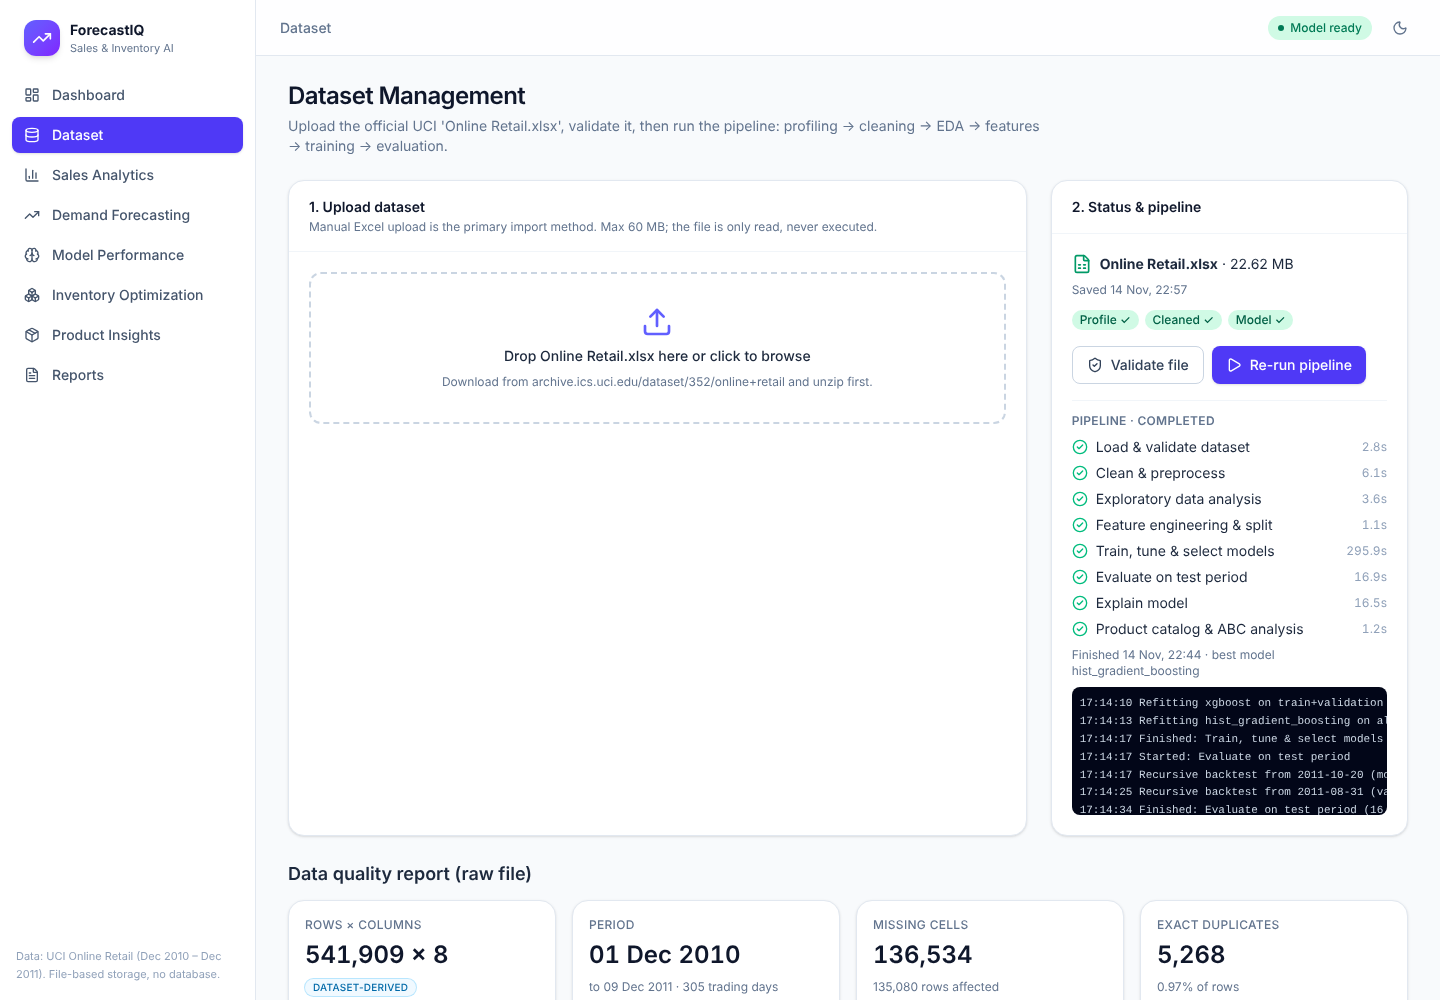 ForecastIQ
Sales & Inventory AI
Dashboard
Dataset
Sales Analytics
Demand Forecasting
Model Performance
Inventory Optimization
Product Insights
Reports
Data: UCI Online Retail (Dec 2010 – Dec
2011). File-based storage, no database.
Dataset
Model ready
Dataset Management
Upload the official UCI 'Online Retail.xlsx', validate it, then run the pipeline: profiling → cleaning → EDA → features
→ training → evaluation.
1. Upload dataset
Manual Excel upload is the primary import method. Max 60 MB; the file is only read, never executed.
Drop Online Retail.xlsx here or click to browse
Download from archive.ics.uci.edu/dataset/352/online+retail and unzip first.
2. Status & pipeline
Online Retail.xlsx · 22.62 MB
Saved 14 Nov, 22:57
Profile ✓ Cleaned ✓ Model ✓
Validate file Re-run pipeline
PIPELINE · COMPLETED
Load & validate dataset 2.8s
Clean & preprocess 6.1s
Exploratory data analysis 3.6s
Feature engineering & split 1.1s
Train, tune & select models 295.9s
Evaluate on test period 16.9s
Explain model 16.5s
Product catalog & ABC analysis 1.2s
Finished 14 Nov, 22:44 · best model
hist_gradient_boosting
17:14:10 Refitting xgboost on train+validation
17:14:13 Refitting hist_gradient_boosting on
17:14:17 Finished: Train, tune & select models
17:14:17 Started: Evaluate on test period
17:14:17 Recursive backtest from 2011-10-20
17:14:25 Recursive backtest from 2011-08-31
17:14:34 Finished: Evaluate on test period (16
Data quality report (raw file)
ROWS × COLUMNS
541,909 × 8
DATASET-DERIVED
PERIOD
01 Dec 2010
to 09 Dec 2011 · 305 trading days
MISSING CELLS
136,534
135,080 rows affected
EXACT DUPLICATES
5,268
0.97% of rows